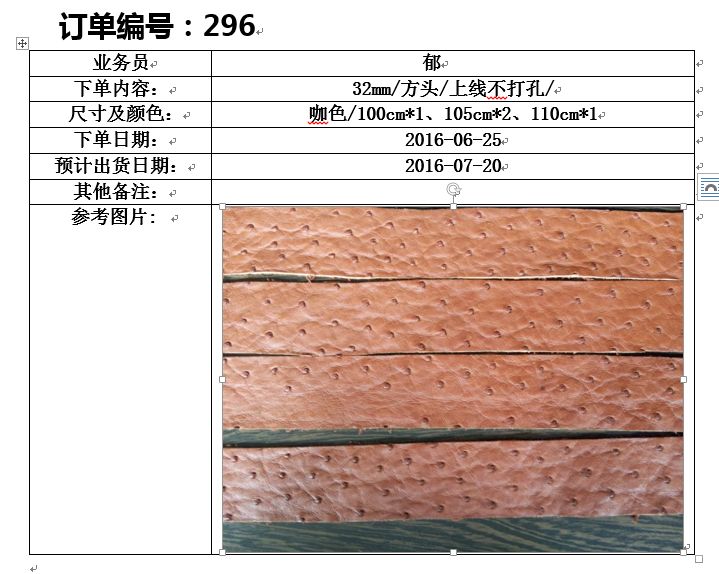 订单编号：296
业务员 郁
下单内容： 32mm/方头/上线不打孔/
尺寸及颜色： 咖色/100cm*1、105cm*2、110cm*1
下单日期： 2016-06-25
预计出货日期： 2016-07-20
其他备注：
参考图片: